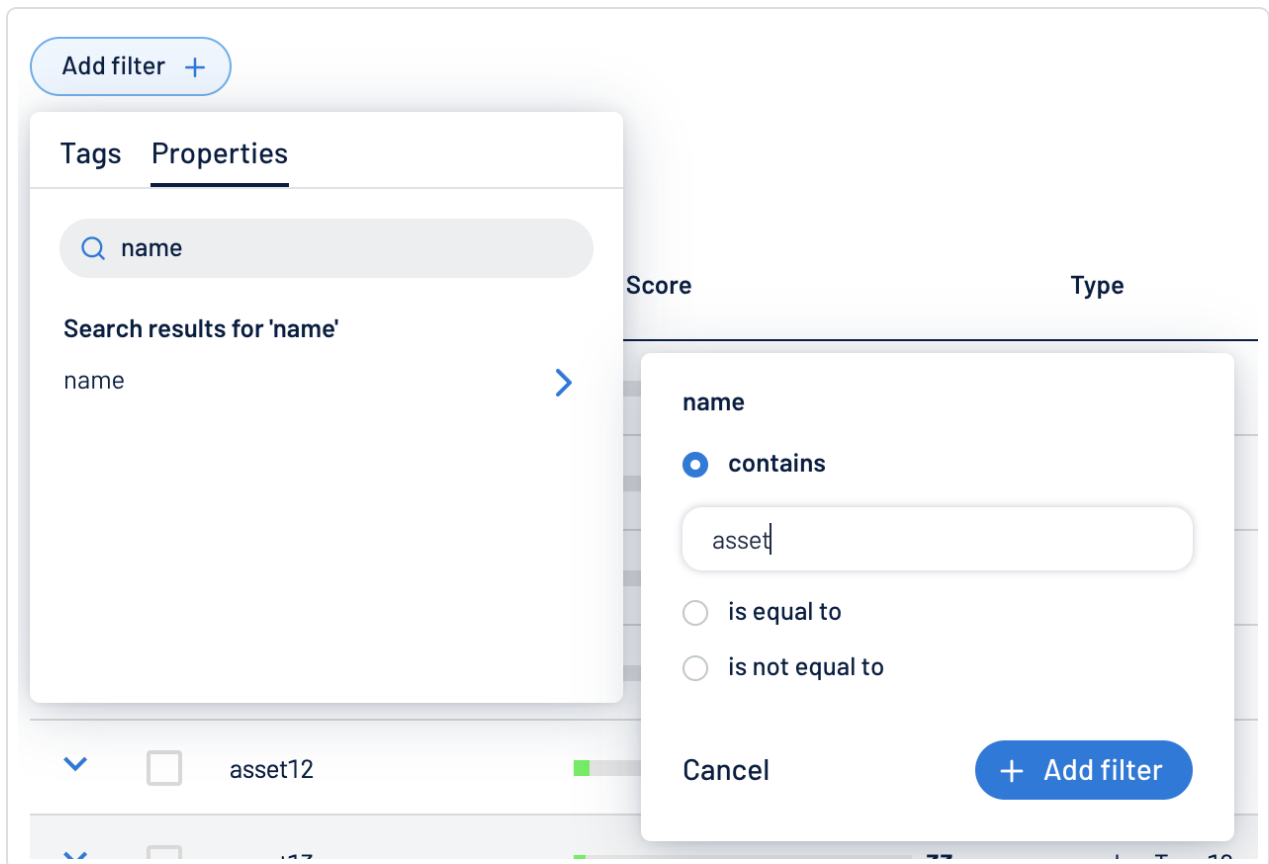 Add filter
Tags Properties
name
Search results for 'name'
name
Score Type
name
contains
asset
is equal to
is not equal to
Cancel Add filter
asset12